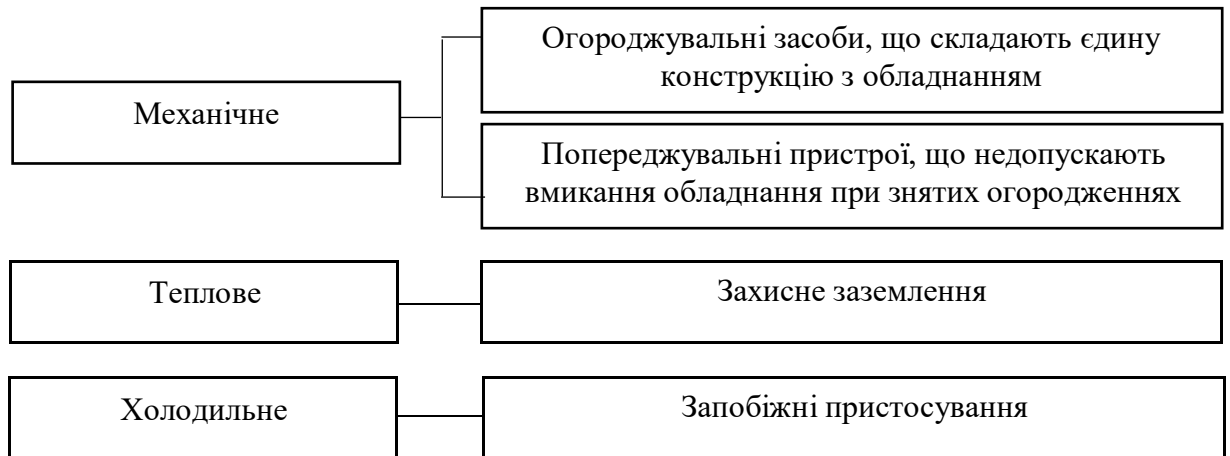 Механічне
Огороджувальні засоби, що складають єдину
конструкцію з обладнанням
Попереджувальні пристрої, що недопускають
вмикання обладнання при знятих огородженнях
Теплове
Захисне заземлення
Холодильне
Запобіжні пристосування